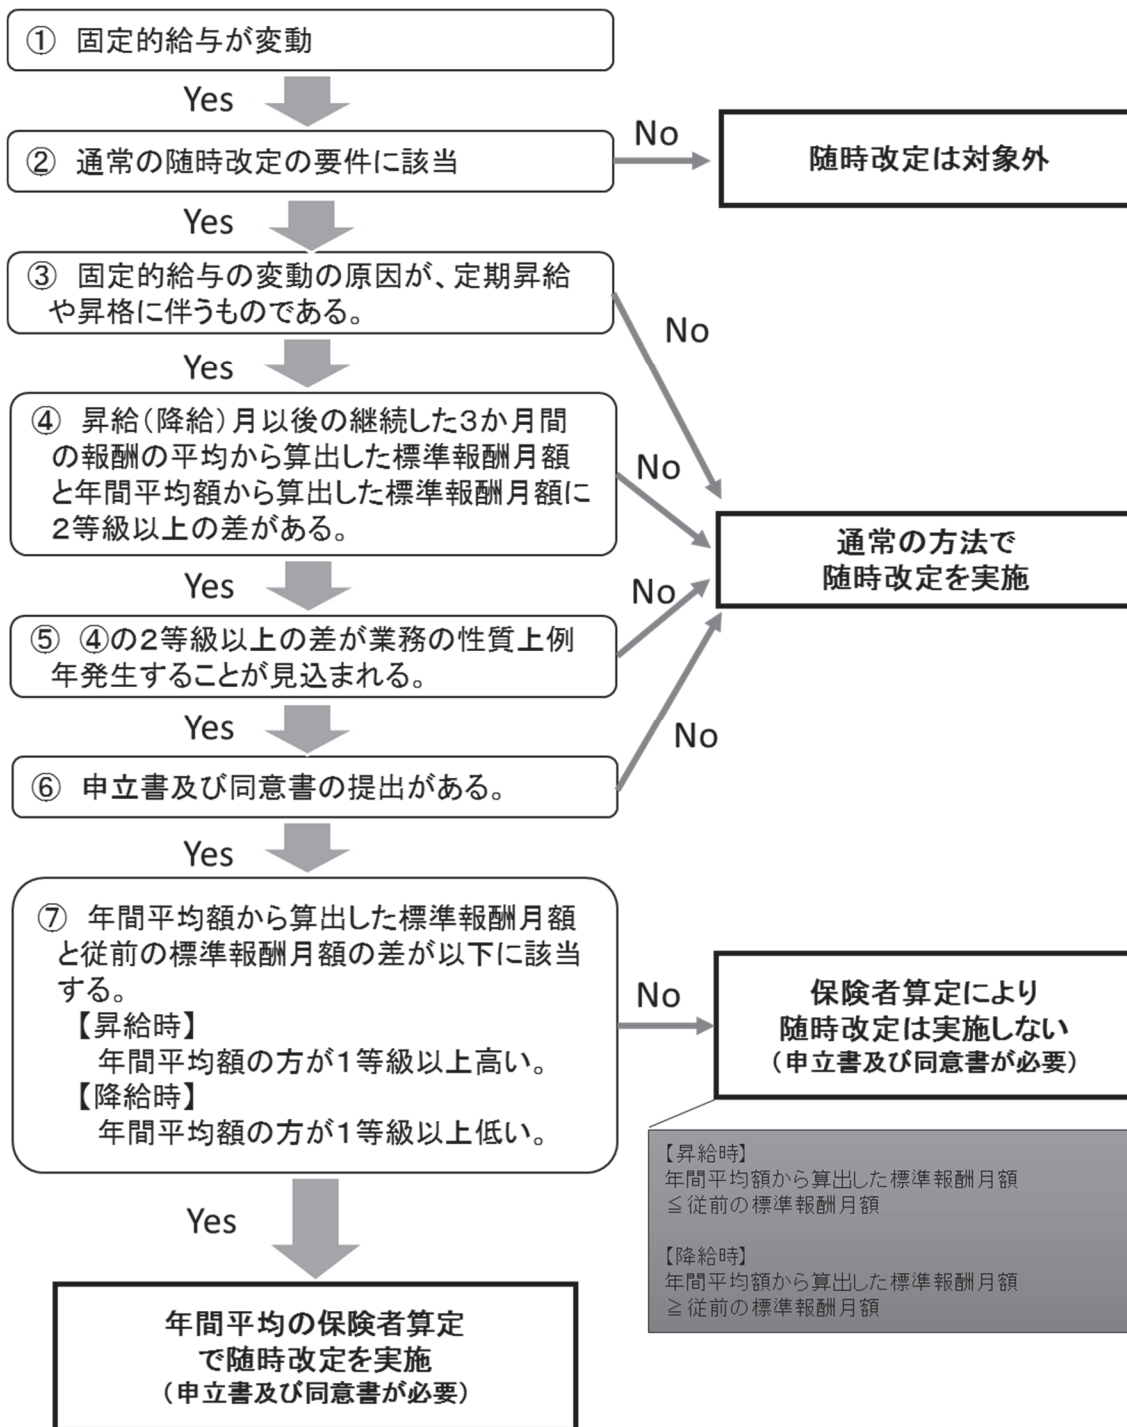 ① 固定的給与が変動
Yes
② 通常の随時改定の要件に該当
No
随時改定は対象外
Yes
③ 固定的給与の変動の原因が、定期昇給
や昇格に伴うものである。
No
Yes
④ 昇給(降給)月以後の継続した3か月間
の報酬の平均から算出した標準報酬月額
と年間平均額から算出した標準報酬月額に
2等級以上の差がある。
No
通常の方法で
随時改定を実施
Yes
No
⑤ ④の2等級以上の差が業務の性質上例
年発生することが見込まれる。
Yes
No
⑥ 申立書及び同意書の提出がある。
Yes
⑦ 年間平均額から算出した標準報酬月額
と従前の標準報酬月額の差が以下に該当
する。
【昇給時】
年間平均額の方が1等級以上高い。
【降給時】
年間平均額の方が1等級以上低い。
No
保険者算定により
随時改定は実施しない
(申立書及び同意書が必要)
【昇給時】
年間平均額から算出した標準報酬月額
≦従前の標準報酬月額
【降給時】
年間平均額から算出した標準報酬月額
≧従前の標準報酬月額
Yes
年間平均の保険者算定
で随時改定を実施
(申立書及び同意書が必要)